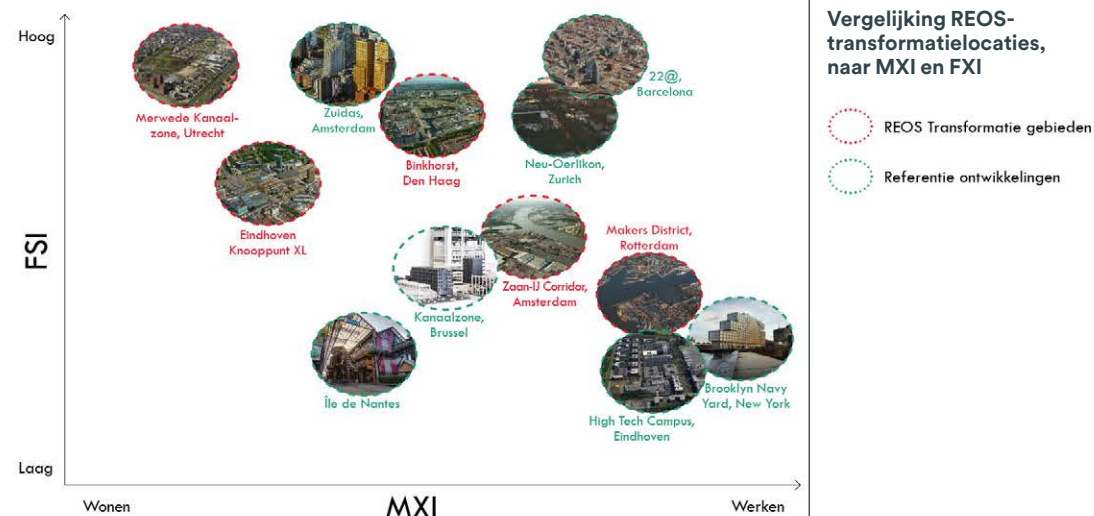 Hoog
FSI
Laag
Wonen
MXI
Werken
Merwede Kanaal-
zone, Utrecht
Zuidas,
Amsterdam
Binkhorst,
Den Haag
22@,
Barcelona
Neu-Oerlikon,
Zurich
Eindhoven
Knooppunt XL
Kanaalzone,
Brussel
Zaan-IJ Corridor,
Amsterdam
Makers District,
Rotterdam
Île de Nantes
High Tech Campus,
Eindhoven
Brooklyn Navy
Yard, New York
Vergelijking REOS-
transformatielocaties,
naar MXI en FXI
REOS Transformatie gebieden
Referentie ontwikkelingen